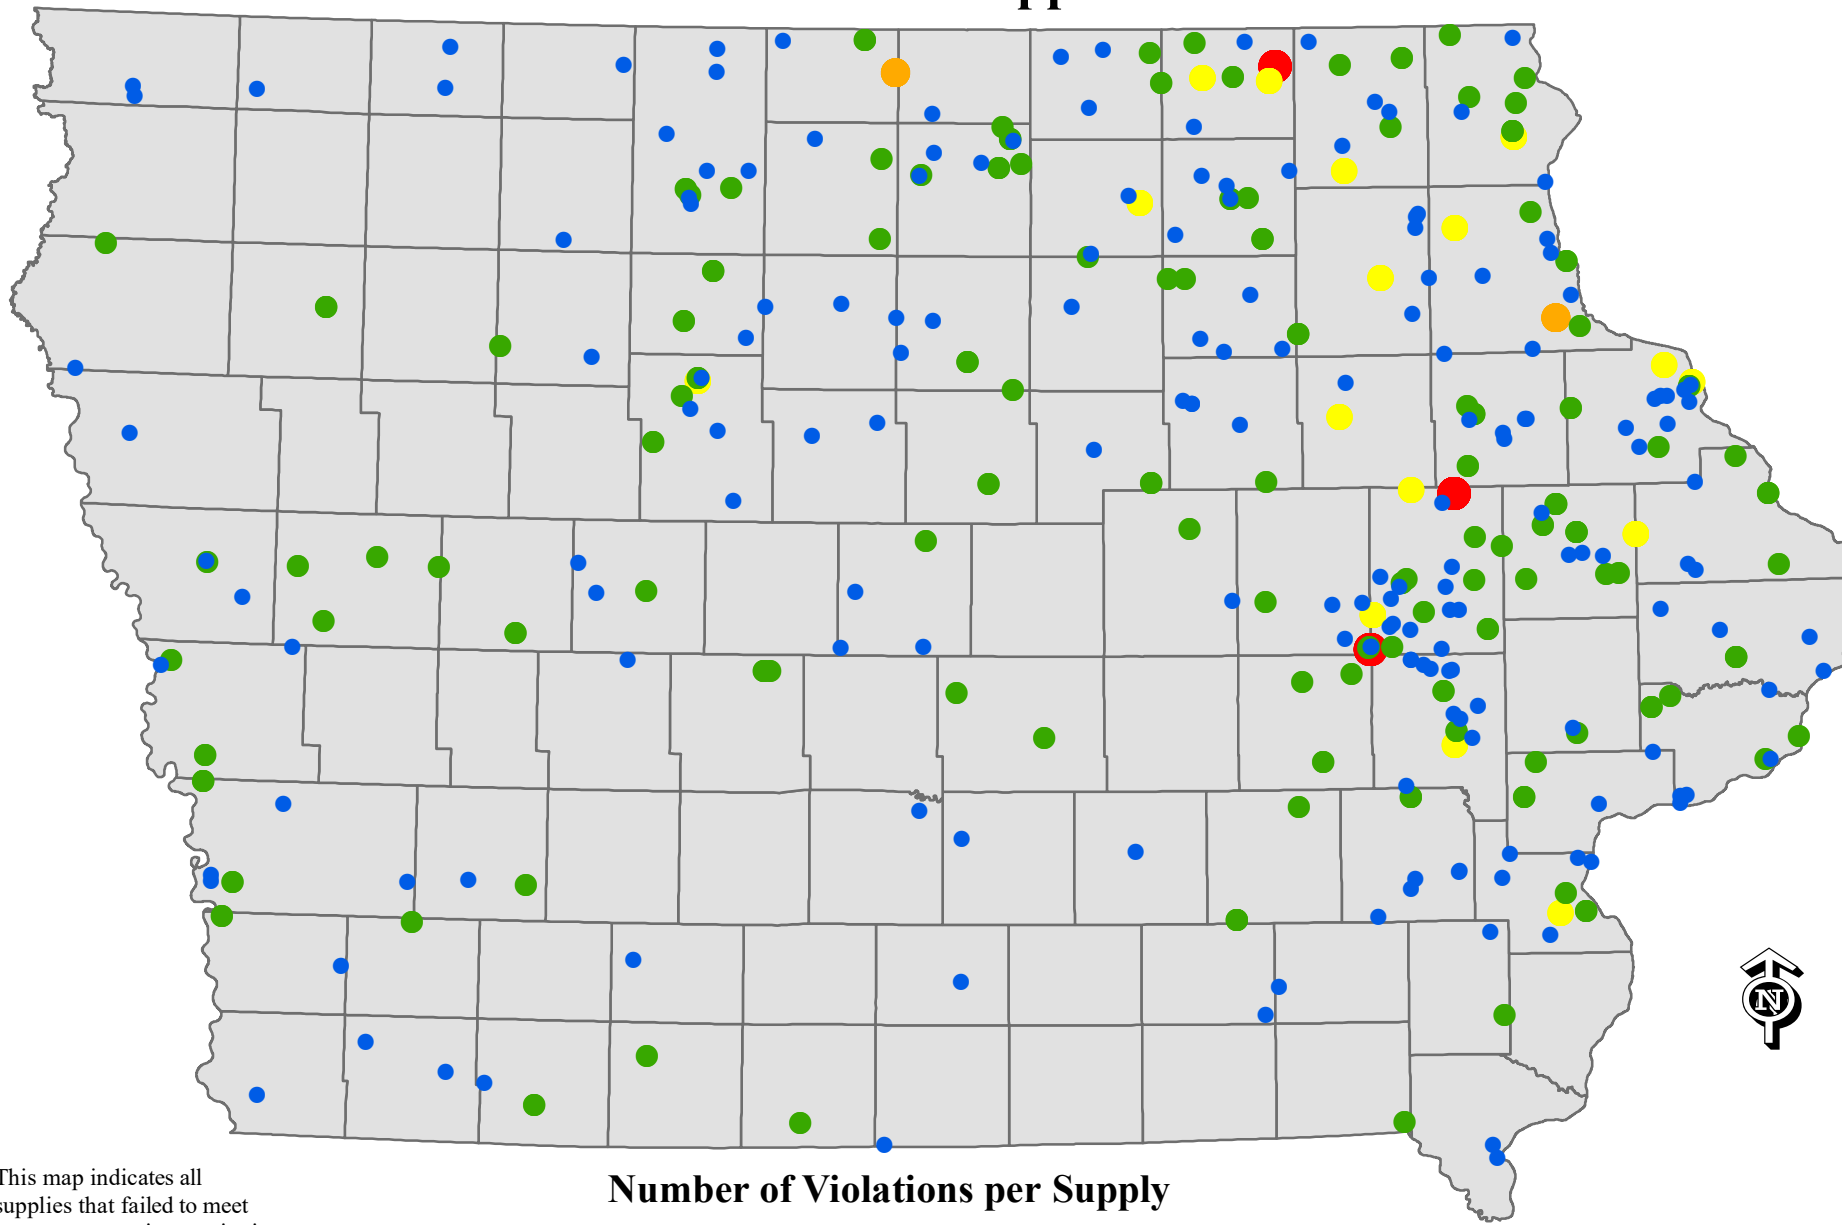 N
Number of Violations per Supply
This map indicates all
supplies that failed to meet